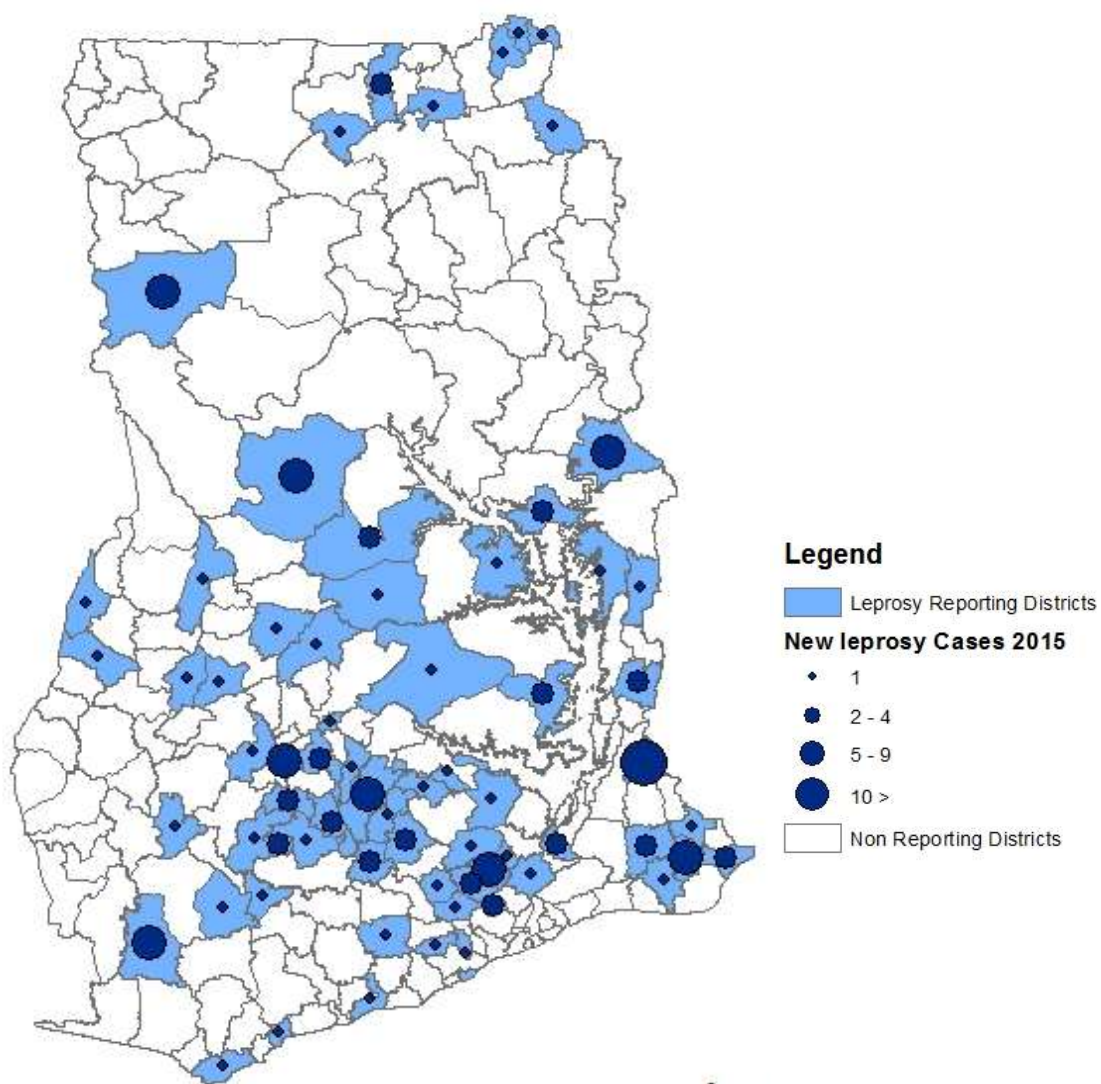 Legend
Leprosy Reporting Districts
New leprosy Cases 2015
1
2 - 4
5 - 9
10 >
Non Reporting Districts